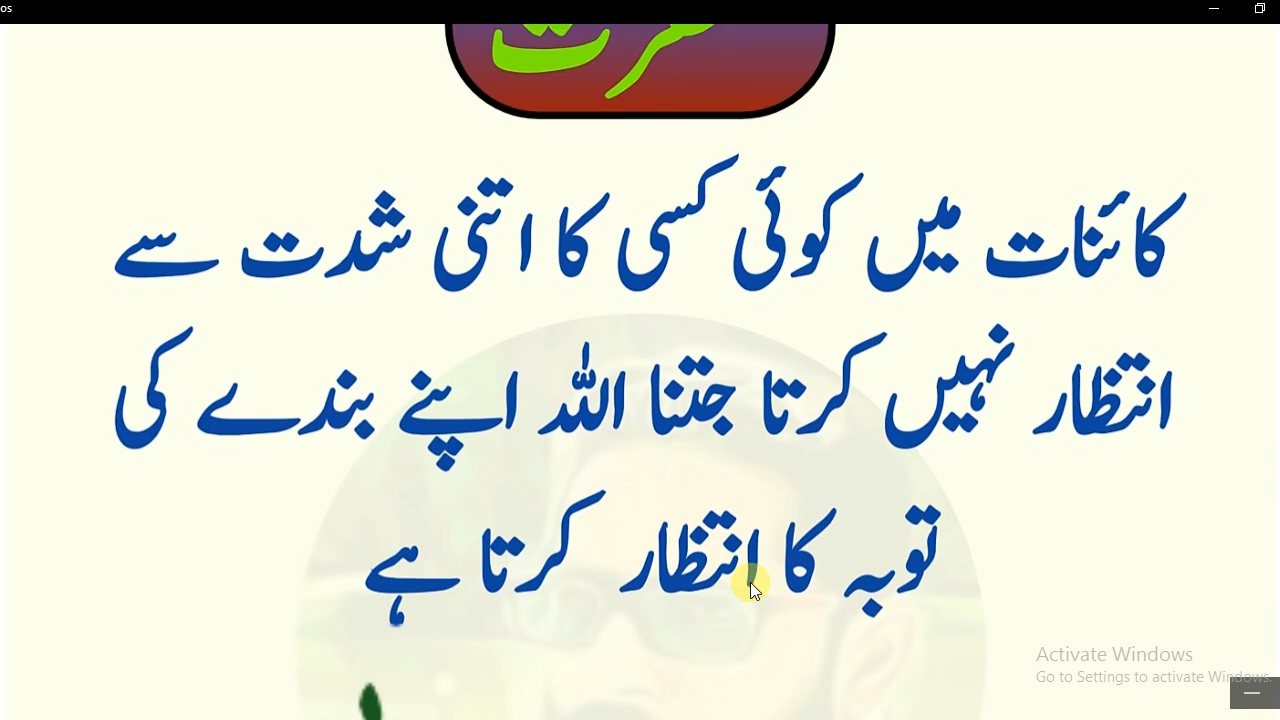 os
کائنات میں کوئی کسی کا اتنی شدت سے
انتظار نہیں کرتا جتنا اللہ اپنے بندے کی
توبہ کا انتظار کرتا ہے
Activate Windows
Go to Settings to activate Windows.